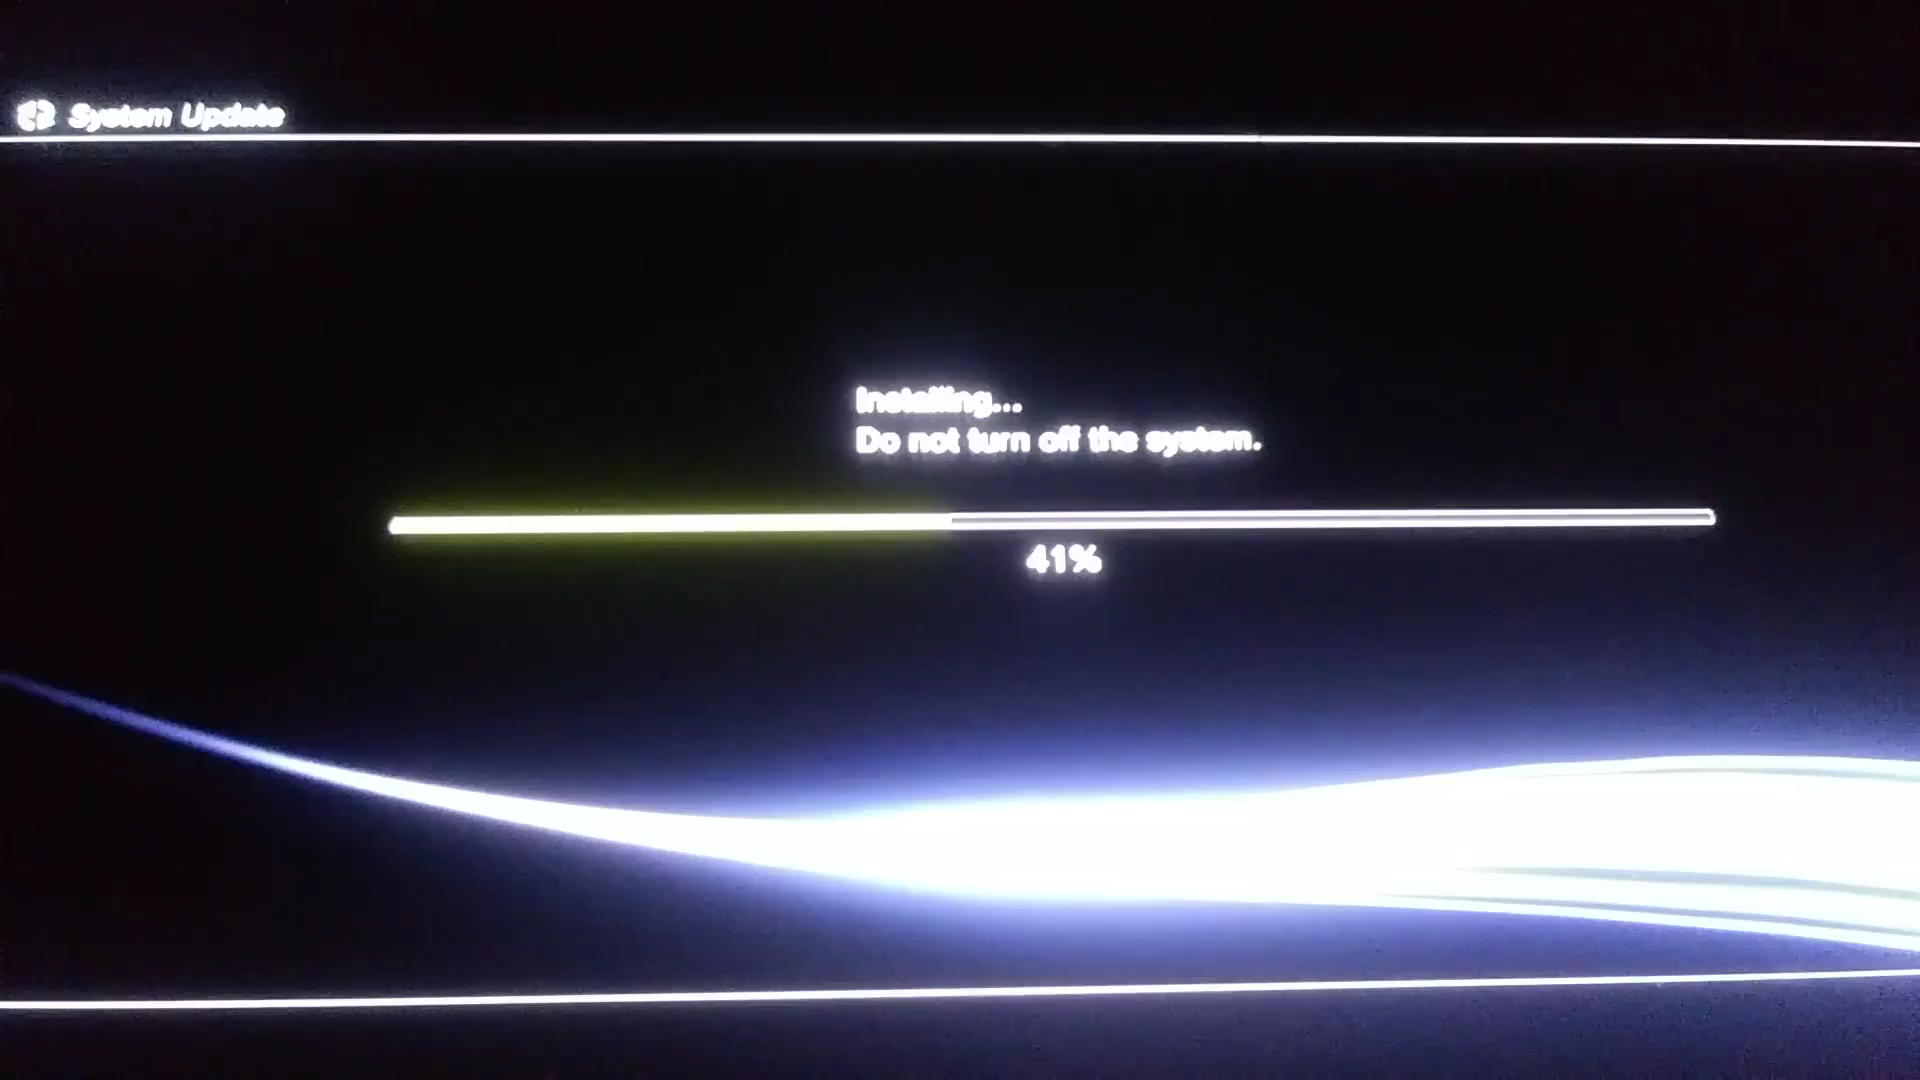 System Update
Installing...
Do not turn off the system.
41%